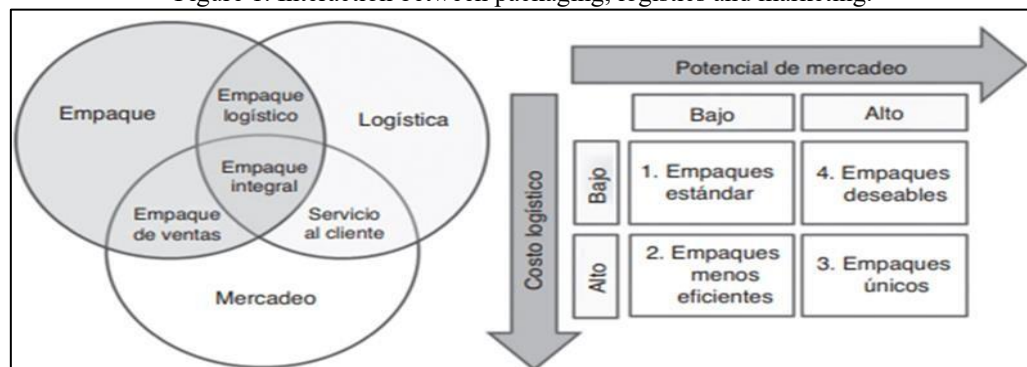 Figure 1. Interaction between packaging, logistics and marketing.
Empaque
Empaque
logístico
Logística
Empaque
integral
Empaque
de ventas
Servicio
al cliente
Mercadeo
Potencial de mercadeo
Bajo
Alto
Costo logístico
Bajo
1. Empaques
estándar
4. Empaques
deseables
Alto
2. Empaques
menos
eficientes
3. Empaques
únicos